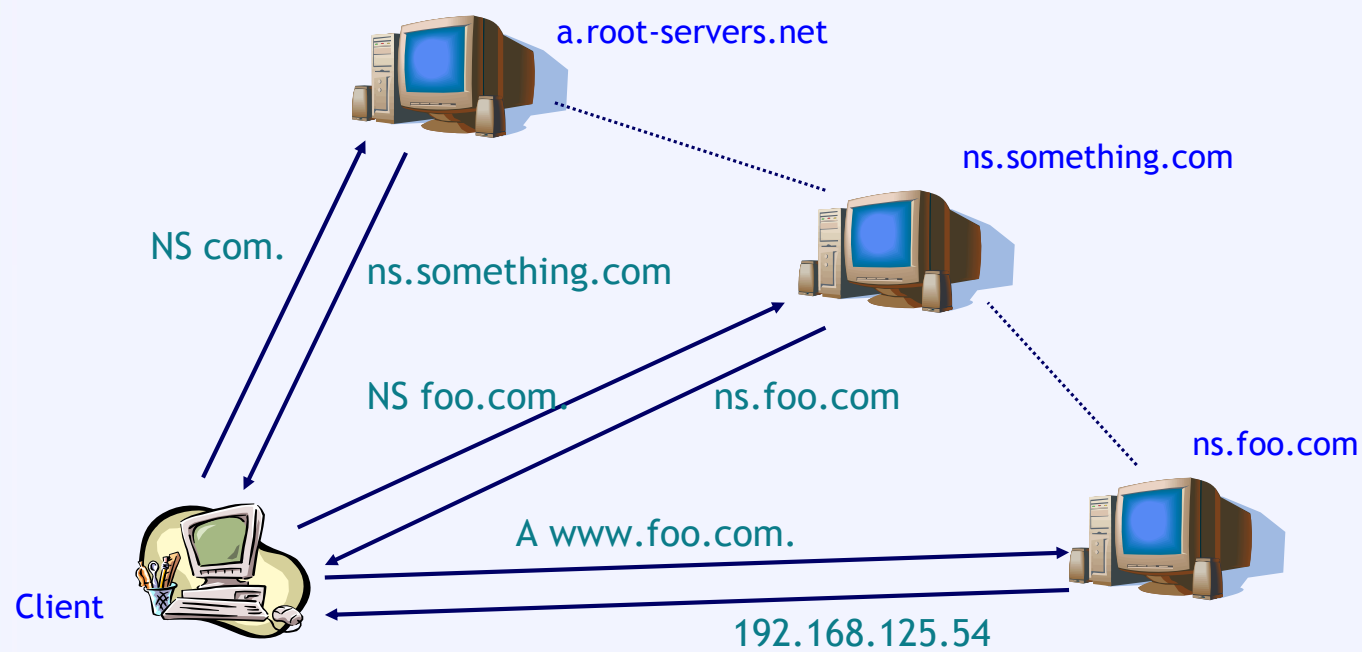 a.root-servers.net
ns.something.com
NS com.
ns.something.com
NS foo.com.
ns.foo.com
ns.foo.com
A www.foo.com.
Client
192.168.125.54